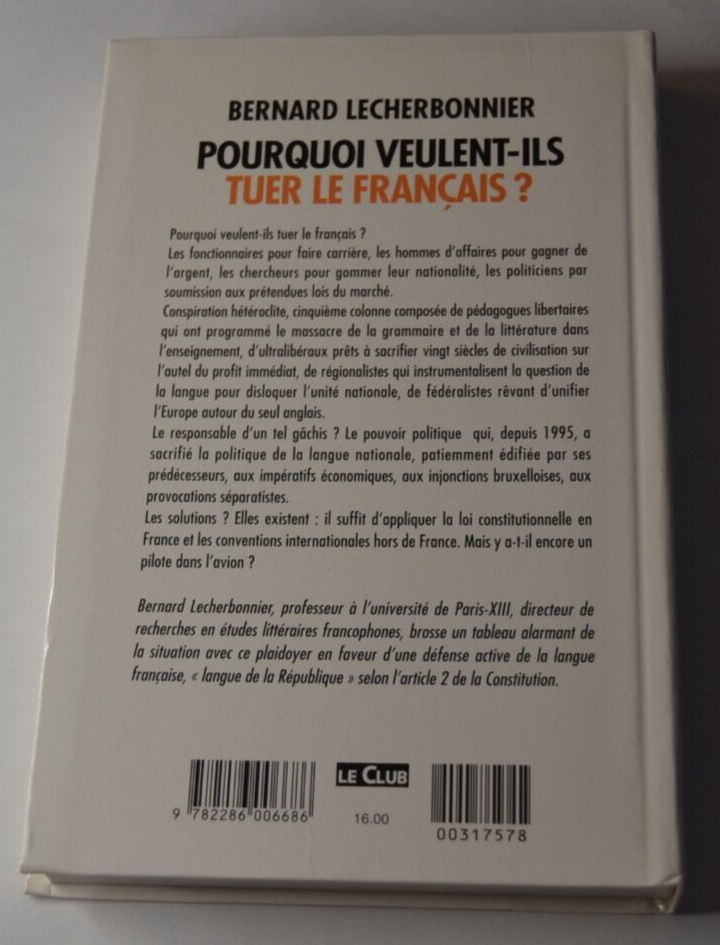 BERNARD LECHERBONNIER
POURQUOI VEULENT-ILS
TUER LE FRANÇAIS ?
Pourquoi veulent-ils tuer le français ?
Les fonctionnaires pour faire carrière, les hommes d'affaires pour gagner de
l'argent, les chercheurs pour gommer leur nationalité, les politiciens par
soumission aux prétendues lois du marché.
Conspiration hétéroclite, cinquième colonne composée de pédagogues libertaires
qui ont programmé le massacre de la grammaire et de la littérature dans
l'enseignement, d'ultralibéraux prêts à sacrifier vingt siècles de civilisation sur
l'autel du profit immédiat, de régionalistes qui instrumentalisent la question de
la langue pour disloquer l'unité nationale, de fédéralistes rêvant d'unifier
l'Europe autour du seul anglais.
Le responsable d'un tel gâchis ? Le pouvoir politique qui, depuis 1995, a
sacrifié la politique de la langue nationale, patiemment édifiée par ses
prédécesseurs, aux impératifs économiques, aux injonctions bruxelloises, aux
provocations séparatistes.
Les solutions ? Elles existent : il suffit d'appliquer la loi constitutionnelle en
France et les conventions internationales hors de France. Mais y a-t-il encore un
pilote dans l'avion ?
Bernard Lecherbonnier, professeur à l'université de Paris-XIII, directeur de
recherches en études littéraires francophones, brosse un tableau alarmant de
la situation avec ce plaidoyer en faveur d'une défense active de la langue
française, « langue de la République » selon l'article 2 de la Constitution.
LE CLUB
9 782286 006686
16.00
00317578